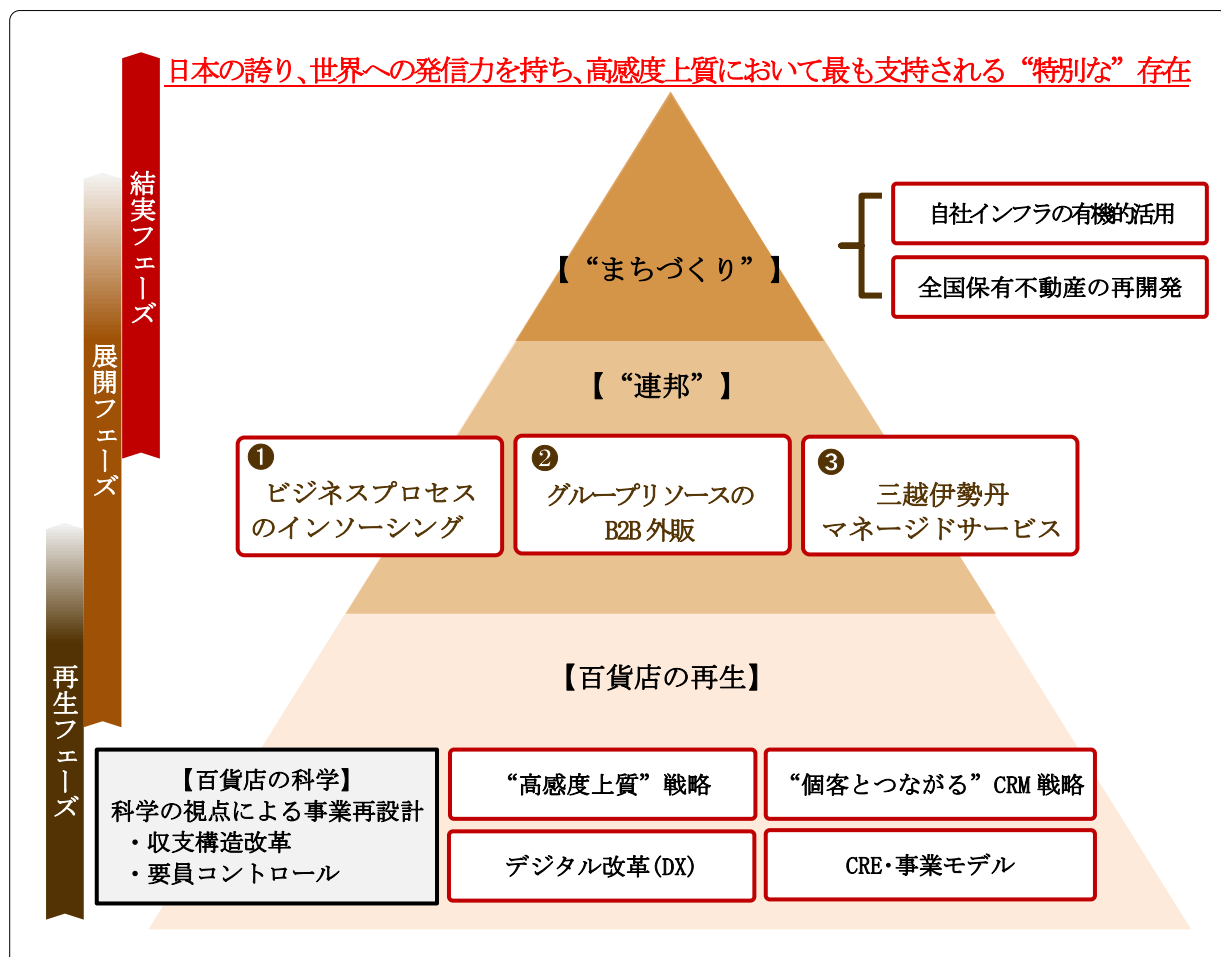 日本の誇り、世界への発信力を持ち、高感度上質において最も支持される“特別な”存在
結実フェーズ
展開フェーズ
再生フェーズ
【“まちづくり”】
自社インフラの有機的活用
全国保有不動産の再開発
【“連邦”】
❶
ビジネスプロセス
のインソーシング
❷
グループリソースの
B2B外販
❸
三越伊勢丹
マネージドサービス
【百貨店の再生】
【百貨店の科学】
科学の視点による事業再設計
・収支構造改革
・要員コントロール
“高感度上質”戦略
“個客とつながる”CRM戦略
デジタル改革(DX)
CRE・事業モデル